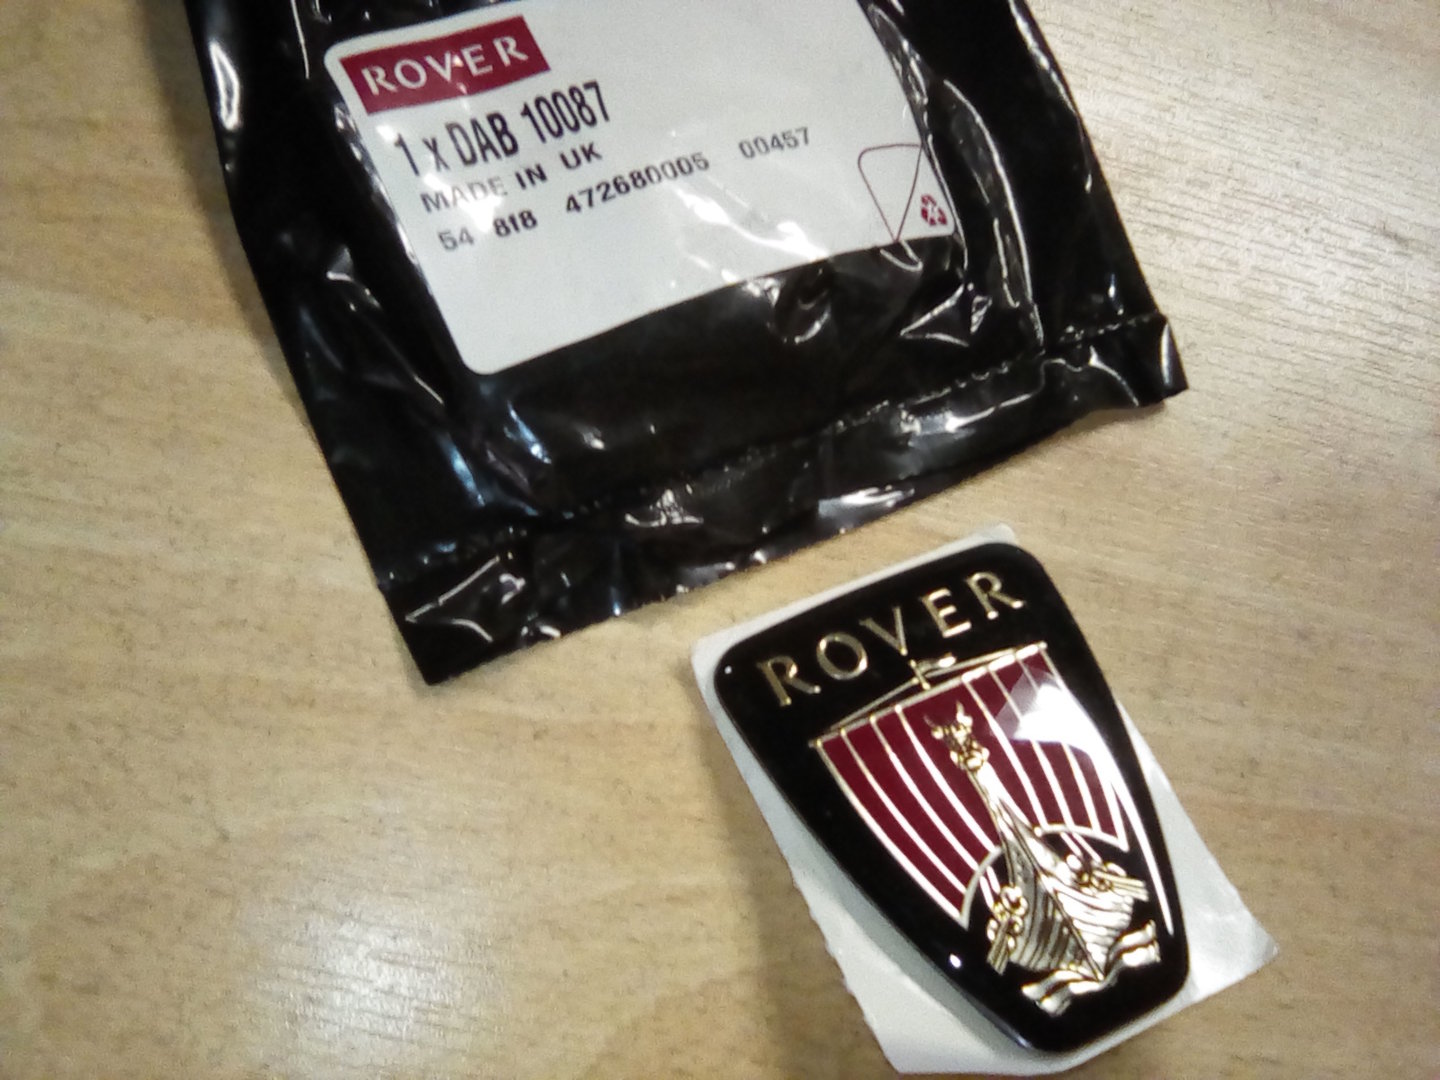 ROVER
1 x DAB 10087
MADE IN UK
54 818 472680005 00457
ROVER